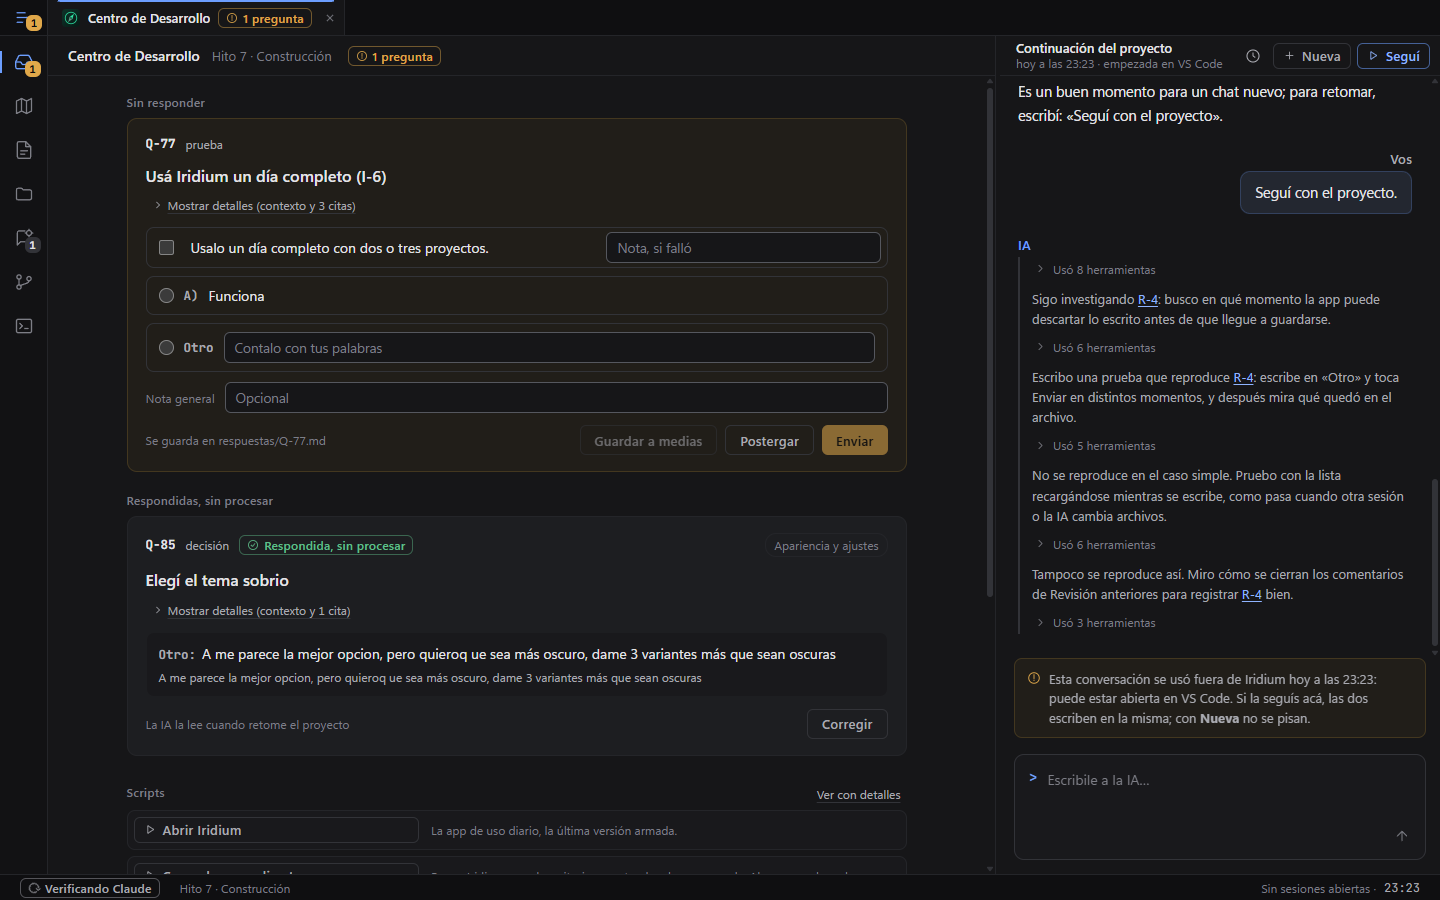 1
Centro de Desarrollo
1 pregunta
1
1
Centro de Desarrollo
Hito 7 · Construcción
1 pregunta
Sin responder
Q-77 prueba
Usá Iridium un día completo (I-6)
Mostrar detalles (contexto y 3 citas)
Usalo un día completo con dos o tres proyectos.
Nota, si falló
A) Funciona
Otro
Contalo con tus palabras
Nota general
Opcional
Se guarda en respuestas/Q-77.md
Guardar a medias
Postergar
Enviar
Respondidas, sin procesar
Q-85 decisión
Respondida, sin procesar
Apariencia y ajustes
Elegí el tema sobrio
Mostrar detalles (contexto y 1 cita)
Otro: A me parece la mejor opcion, pero quieroq ue sea más oscuro, dame 3 variantes más que sean oscuras
A me parece la mejor opcion, pero quieroq ue sea más oscuro, dame 3 variantes más que sean oscuras
La IA la lee cuando retome el proyecto
Corregir
Scripts
Ver con detalles
Abrir Iridium
La app de uso diario, la última versión armada.
Continuación del proyecto
hoy a las 23:23 · empezada en VS Code
Nueva
Seguí
Es un buen momento para un chat nuevo; para retomar,
escribí: «Seguí con el proyecto».
Vos
Seguí con el proyecto.
IA
Usó 8 herramientas
Sigo investigando R-4: busco en qué momento la app puede
descartar lo escrito antes de que llegue a guardarse.
Usó 6 herramientas
Escribo una prueba que reproduce R-4: escribe en «Otro» y toca
Enviar en distintos momentos, y después mira qué quedó en el
archivo.
Usó 5 herramientas
No se reproduce en el caso simple. Pruebo con la lista
recargándose mientras se escribe, como pasa cuando otra sesión
o la IA cambia archivos.
Usó 6 herramientas
Tampoco se reproduce así. Miro cómo se cierran los comentarios
de Revisión anteriores para registrar R-4 bien.
Usó 3 herramientas
Esta conversación se usó fuera de Iridium hoy a las 23:23:
puede estar abierta en VS Code. Si la seguís acá, las dos
escriben en la misma; con Nueva no se pisan.
> Escribile a la IA...
Verificando Claude
Hito 7 · Construcción
Sin sesiones abiertas · 23:23